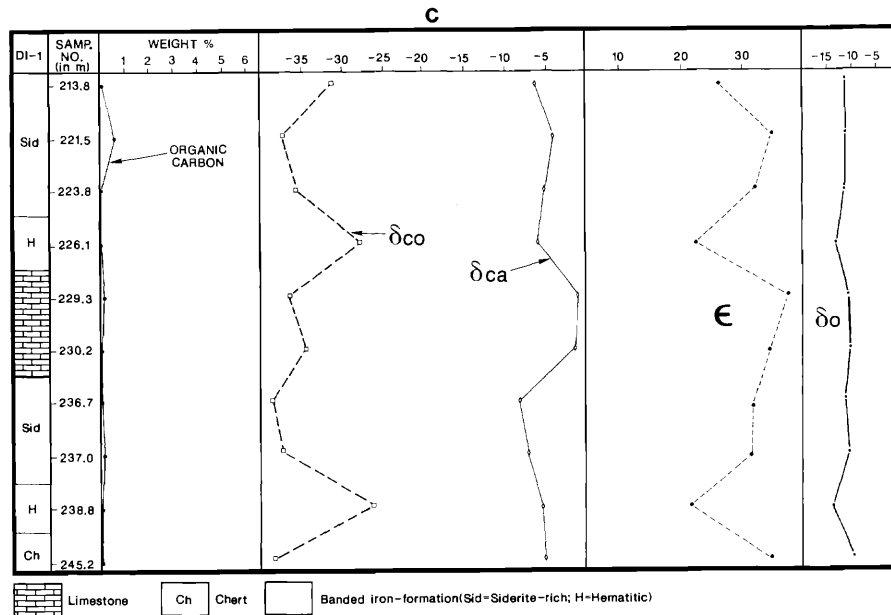 C
DI-1 SAMP. NO. (in m) WEIGHT %
1 2 3 4 5 6
-35 -30 -25 -20 -15 -10 -5
10 20 30
-15 -10
213.8
Sid 221.5 ORGANIC CARBON
223.8
H 226.1 δco δca
229.3 ϵ δo
230.2
236.7
Sid
237.0
H 238.8
Ch 245.2
Limestone Ch Chert Banded iron-formation(Sid=Siderite-rich; H=Hematitic)